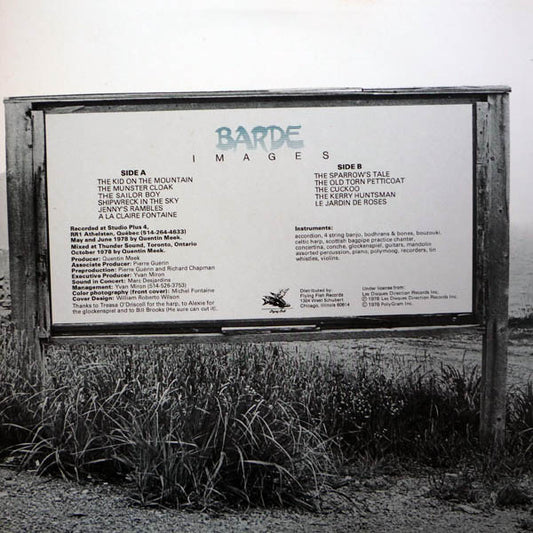 BARDE
IMAGES
SIDE A
THE KID ON THE MOUNTAIN
THE MUNSTER CLOAK
THE SAILOR BOY
SHIPWRECK IN THE SKY
JENNY'S RAMBLES
A LA CLAIRE FONTAINE
SIDE B
THE SPARROW'S TALE
THE OLD TORN PETTICOAT
THE CUCKOO
THE KERRY HUNTSMAN
LE JARDIN DE ROSES
Recorded at Studio Plus 4,
RR1 Athelstan, Québec (514-264-4633)
May and June 1978 by Quentin Meek.
Mixed at Thunder Sound, Toronto, Ontario
October 1978 by Quentin Meek.
Producer: Quentin Meek
Associate Producer: Pierre Guérin
Preproduction: Pierre Guérin and Richard Chapman
Executive Producer: Yvan Miron
Sound in Concert: Marc Desjardins
Management: Yvan Miron (514-526-3753)
Color photography (front cover): Michel Fontaine
Cover Design: William Roberto Wilson
Thanks to Treasa O'Driscoll for the harp, to Alexie for
the glockenspiel and to Bill Brooks (He sure can cut it).
Instruments:
accordion, 4 string banjo, bodhrans & bones, bouzouki,
celtic harp, scottish bagpipe practice chanter,
concertina, conche, glockenspiel, guitars, mandolin
assorted percussion, piano, polymoog, recorders, tin
whistles, violins.
Flying Fish
Distributed by:
Flying Fish Records
1304 West Schubert
Chicago, Illinois 60614
Under license from:
Les Disques Direction Records Inc.
© 1978 Les Disques Direction Records Inc.
℗ 1978 PolyGram Inc.